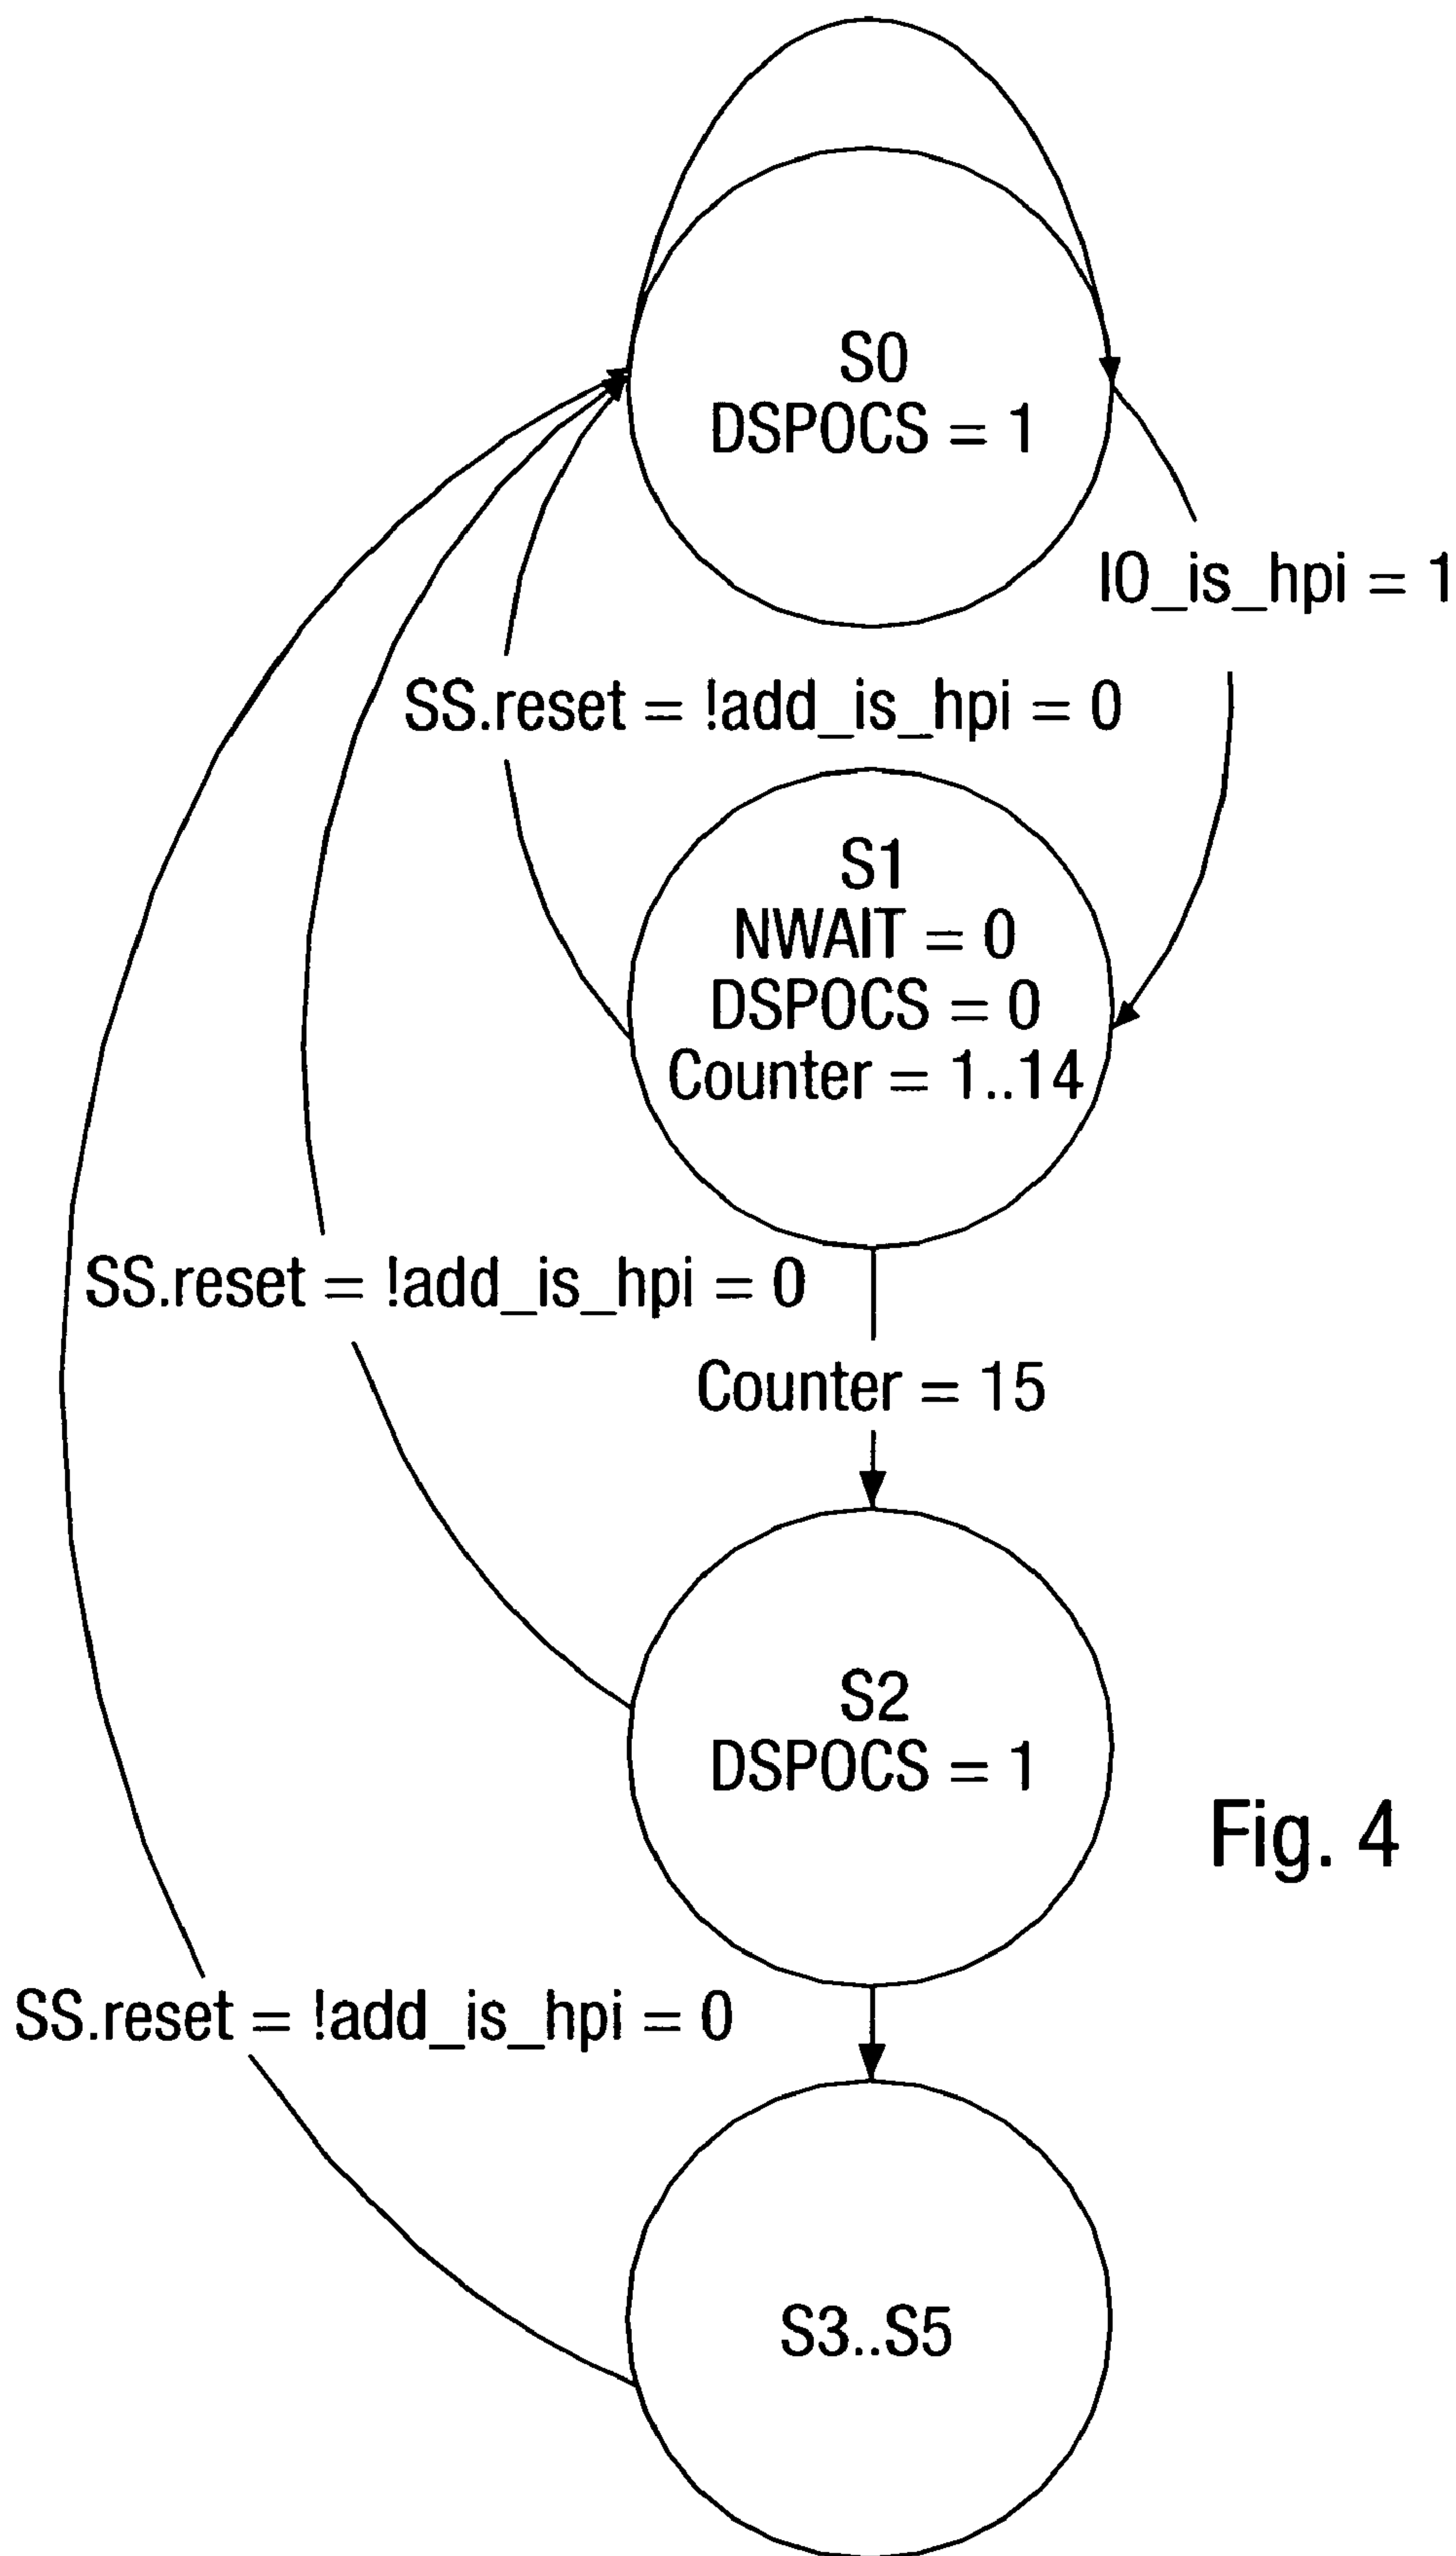 S0
DSPOCS = 1
IO_is_hpi = 1
SS.reset = !add_is_hpi = 0
S1
NWAIT = 0
DSPOCS = 0
Counter = 1..14
SS.reset = !add_is_hpi = 0
Counter = 15
S2
DSPOCS = 1
Fig. 4
SS.reset = !add_is_hpi = 0
S3..S5